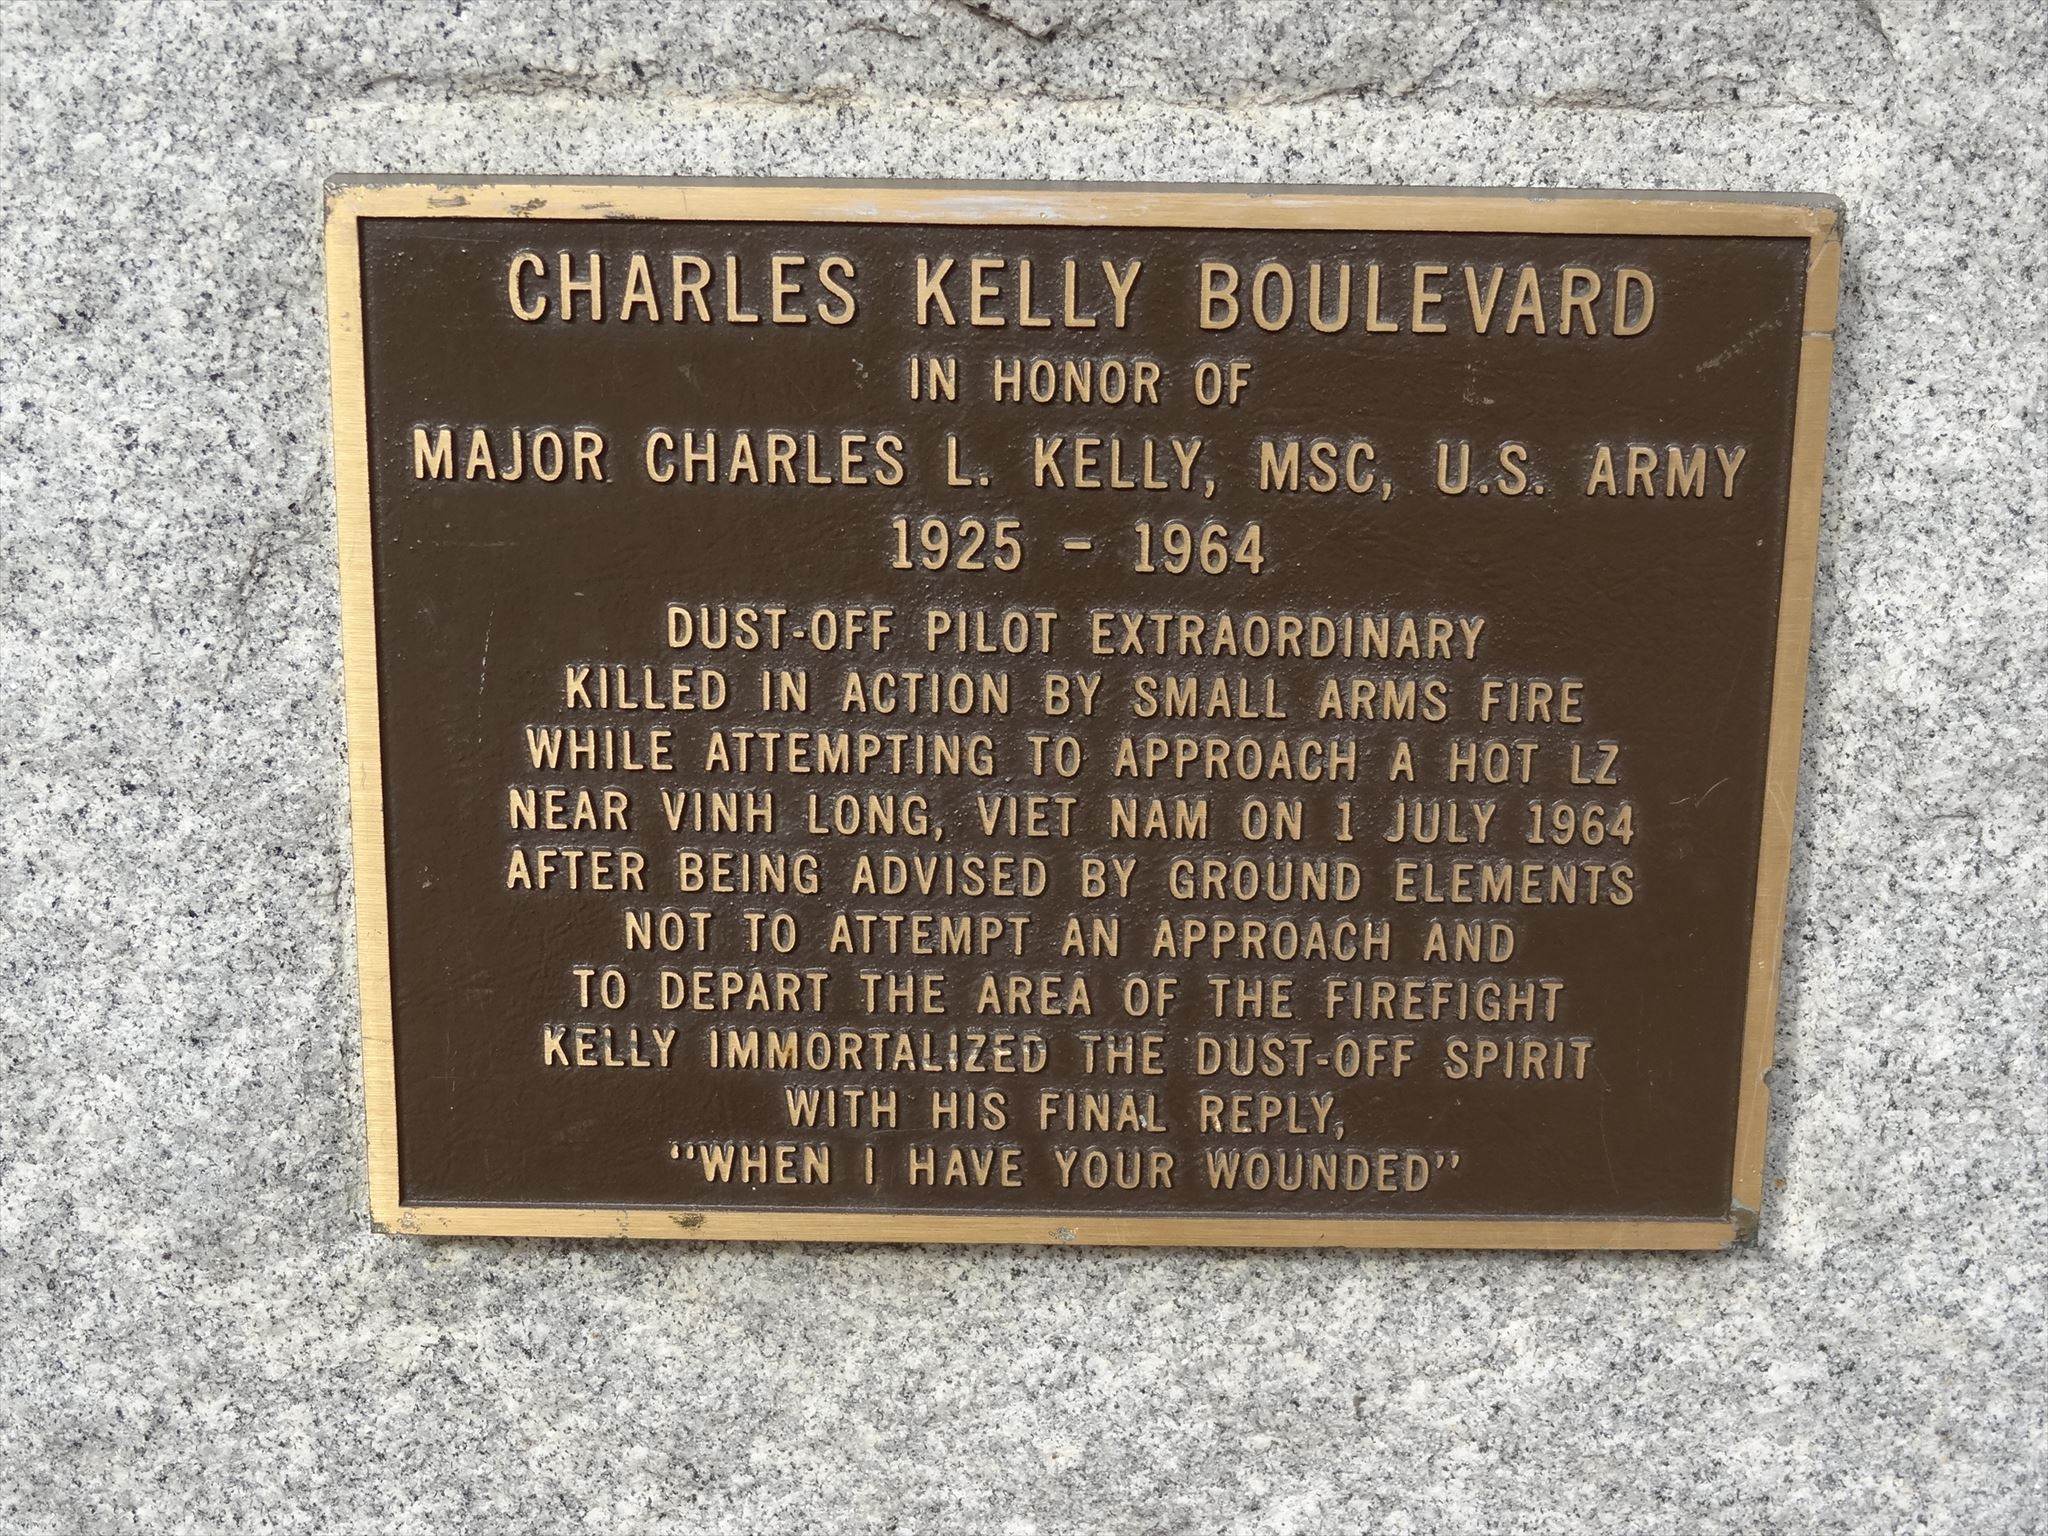 CHARLES KELLY BOULEVARD
IN HONOR OF
MAJOR CHARLES L. KELLY, MSC, U.S. ARMY
1925 - 1964
DUST-OFF PILOT EXTRAORDINARY
KILLED IN ACTION BY SMALL ARMS FIRE
WHILE ATTEMPTING TO APPROACH A HOT LZ
NEAR VINH LONG, VIET NAM ON 1 JULY 1964
AFTER BEING ADVISED BY GROUND ELEMENTS
NOT TO ATTEMPT AN APPROACH AND
TO DEPART THE AREA OF THE FIREFIGHT
KELLY IMMORTALIZED THE DUST-OFF SPIRIT
WITH HIS FINAL REPLY,
"WHEN I HAVE YOUR WOUNDED"